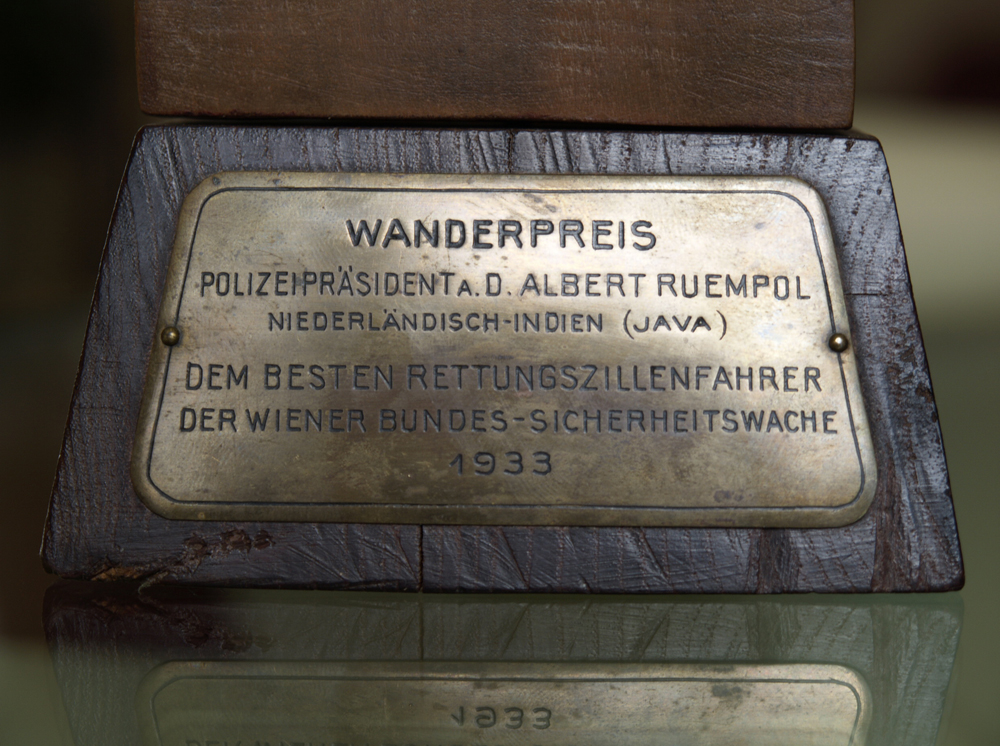 WANDERPREIS
POLIZEIPRÄSIDENT A.D. ALBERT RUEMPOL
NIEDERLÄNDISCH-INDIEN (JAVA)
DEM BESTEN RETTUNGSZILLENFAHRER
DER WIENER BUNDES-SICHERHEITSWACHE
1933